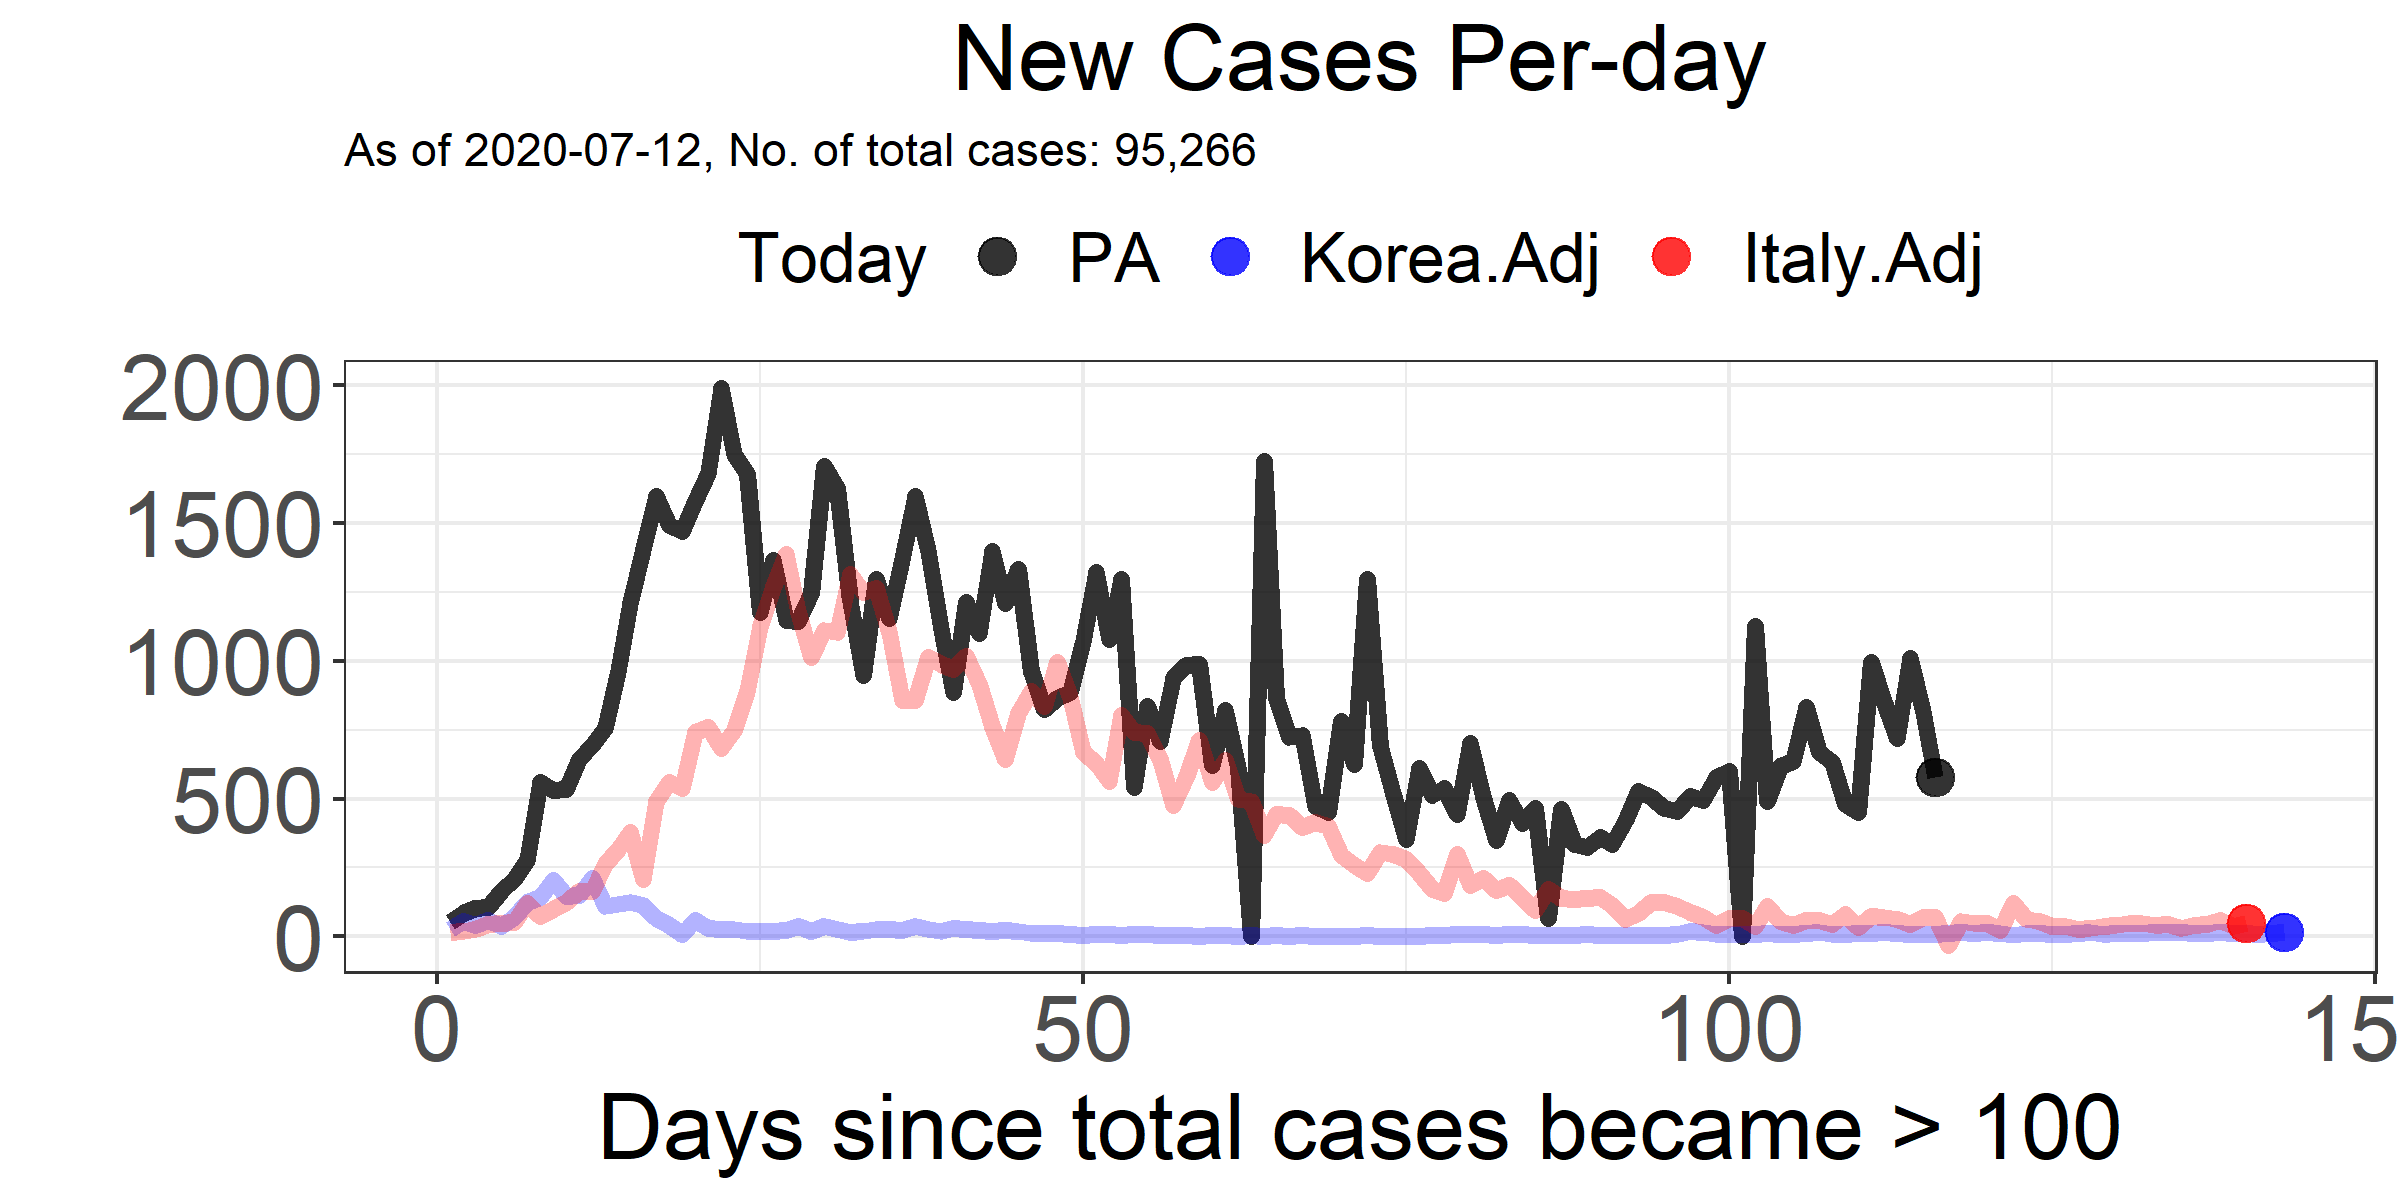 New Cases Per-day
As of 2020-07-12, No. of total cases: 95,266
Today PA Korea.Adj Italy.Adj
2000
1500
1000
500
0
0 50 100 15
Days since total cases became > 100